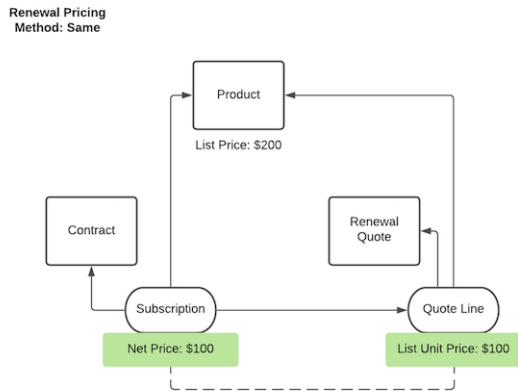 Renewal Pricing
Method: Same
Product
List Price: $200
Contract
Renewal
Quote
Subscription
Quote Line
Net Price: $100
List Unit Price: $100